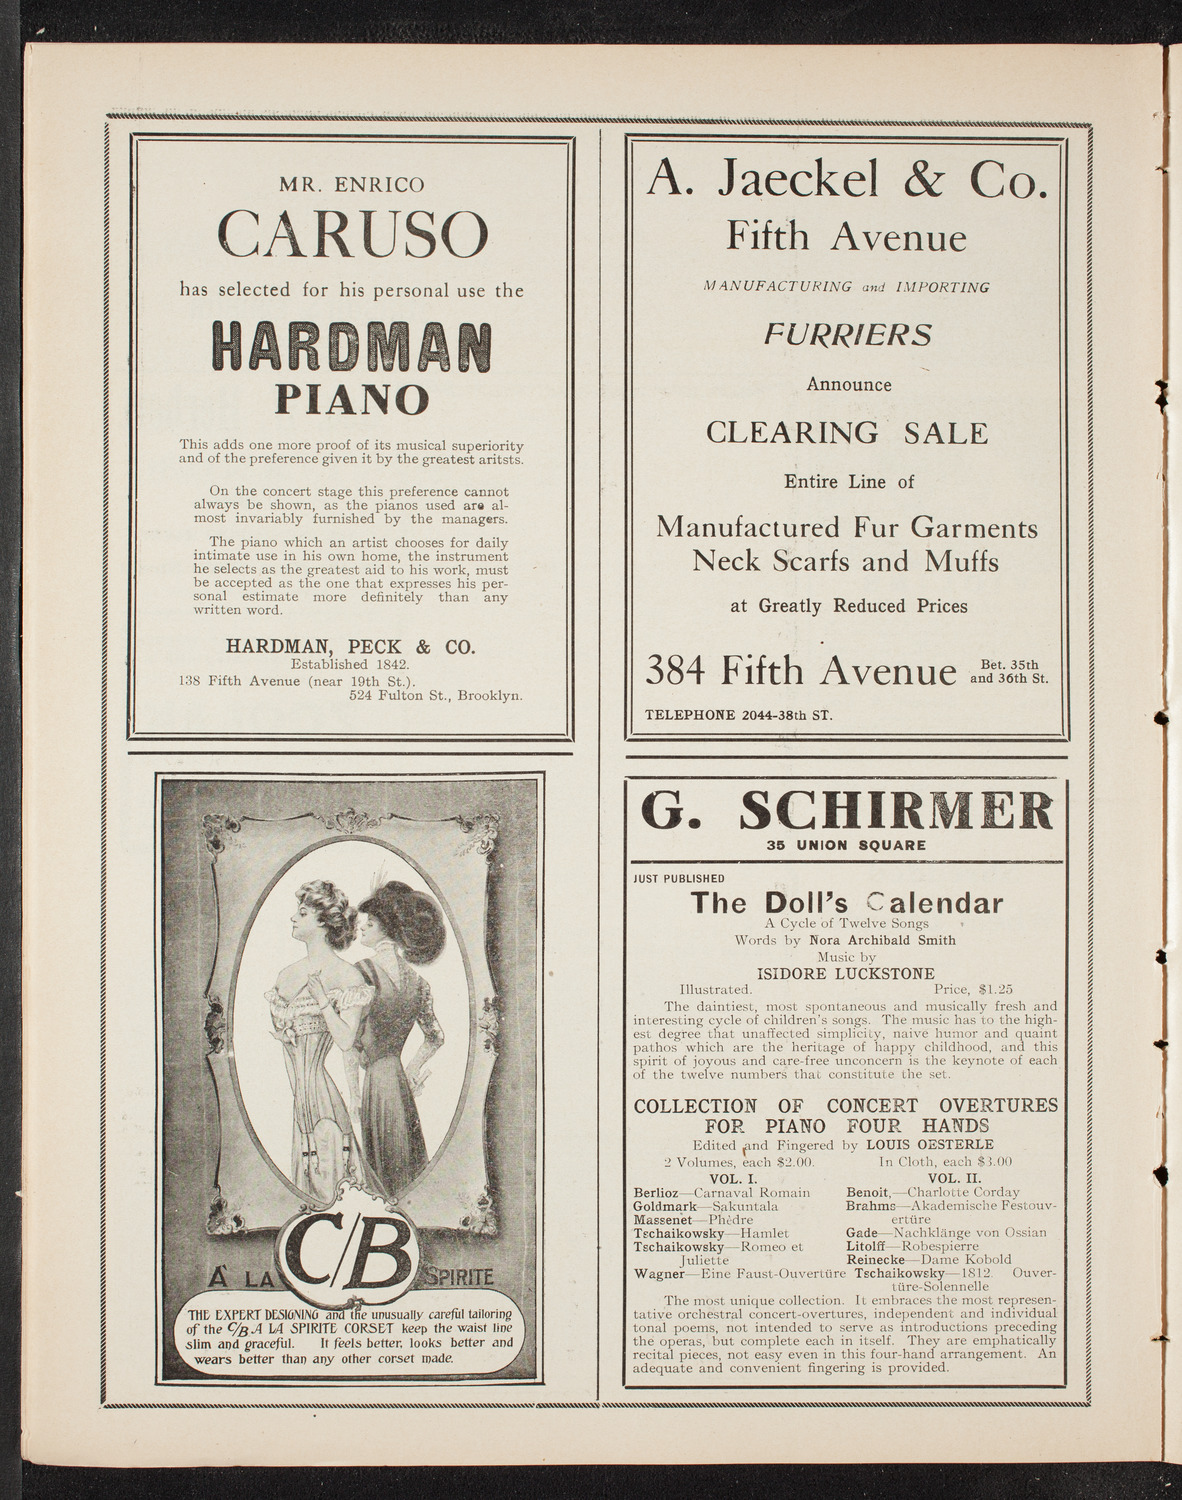 MR. ENRICO
CARUSO
has selected for his personal use the
HARDMAN
PIANO
This adds one more proof of its musical superiority
and of the preference given it by the greatest aritsts.
On the concert stage this preference cannot
always be shown, as the pianos used are al-
most invariably furnished by the managers.
The piano which an artist chooses for daily
intimate use in his own home, the instrument
he selects as the greatest aid to his work, must
be accepted as the one that expresses his per-
sonal estimate more definitely than any
written word.
HARDMAN, PECK & CO.
Established 1842.
138 Fifth Avenue (near 19th St.).
524 Fulton St., Brooklyn.
A. Jaeckel & Co.
Fifth Avenue
MANUFACTURING and IMPORTING
FURRIERS
Announce
CLEARING SALE
Entire Line of
Manufactured Fur Garments
Neck Scarfs and Muffs
at Greatly Reduced Prices
384 Fifth Avenue Bet. 35th
and 36th St.
TELEPHONE 2044-38th ST.
C/B
A LA SPIRITE
THE EXPERT DESIGNING and the unusually careful tailoring
of the C/B A LA SPIRITE CORSET keep the waist line
slim and graceful. It feels better, looks better and
wears better than any other corset made.
G. SCHIRMER
35 UNION SQUARE
JUST PUBLISHED
The Doll's Calendar
A Cycle of Twelve Songs
Words by Nora Archibald Smith
Music by
ISIDORE LUCKSTONE
Illustrated. Price, $1.25
The daintiest, most spontaneous and musically fresh and
interesting cycle of children's songs. The music has to the high-
est degree that unaffected simplicity, naive humor and quaint
pathos which are the heritage of happy childhood, and this
spirit of joyous and care-free unconcern is the keynote of each
of the twelve numbers that constitute the set.
COLLECTION OF CONCERT OVERTURES
FOR PIANO FOUR HANDS
Edited and Fingered by LOUIS OESTERLE
2 Volumes, each $2.00. In Cloth, each $3.00
VOL. I.
Berlioz—Carnaval Romain
Goldmark—Sakuntala
Massenet—Phèdre
Tschaikowsky—Hamlet
Tschaikowsky—Romeo et
Juliette
Wagner—Eine Faust-Ouvertüre
VOL. II.
Benoit,—Charlotte Corday
Brahms—Akademische Festouv-
ertüre
Gade—Nachklänge von Ossian
Litolff—Robespierre
Reinecke—Dame Kobold
Tschaikowsky—1812. Ouver-
türe-Solennelle
The most unique collection. It embraces the most represen-
tative orchestral concert-overtures, independent and individual
tonal poems, not intended to serve as introductions preceding
the operas, but complete each in itself. They are emphatically
recital pieces, not easy even in this four-hand arrangement. An
adequate and convenient fingering is provided.